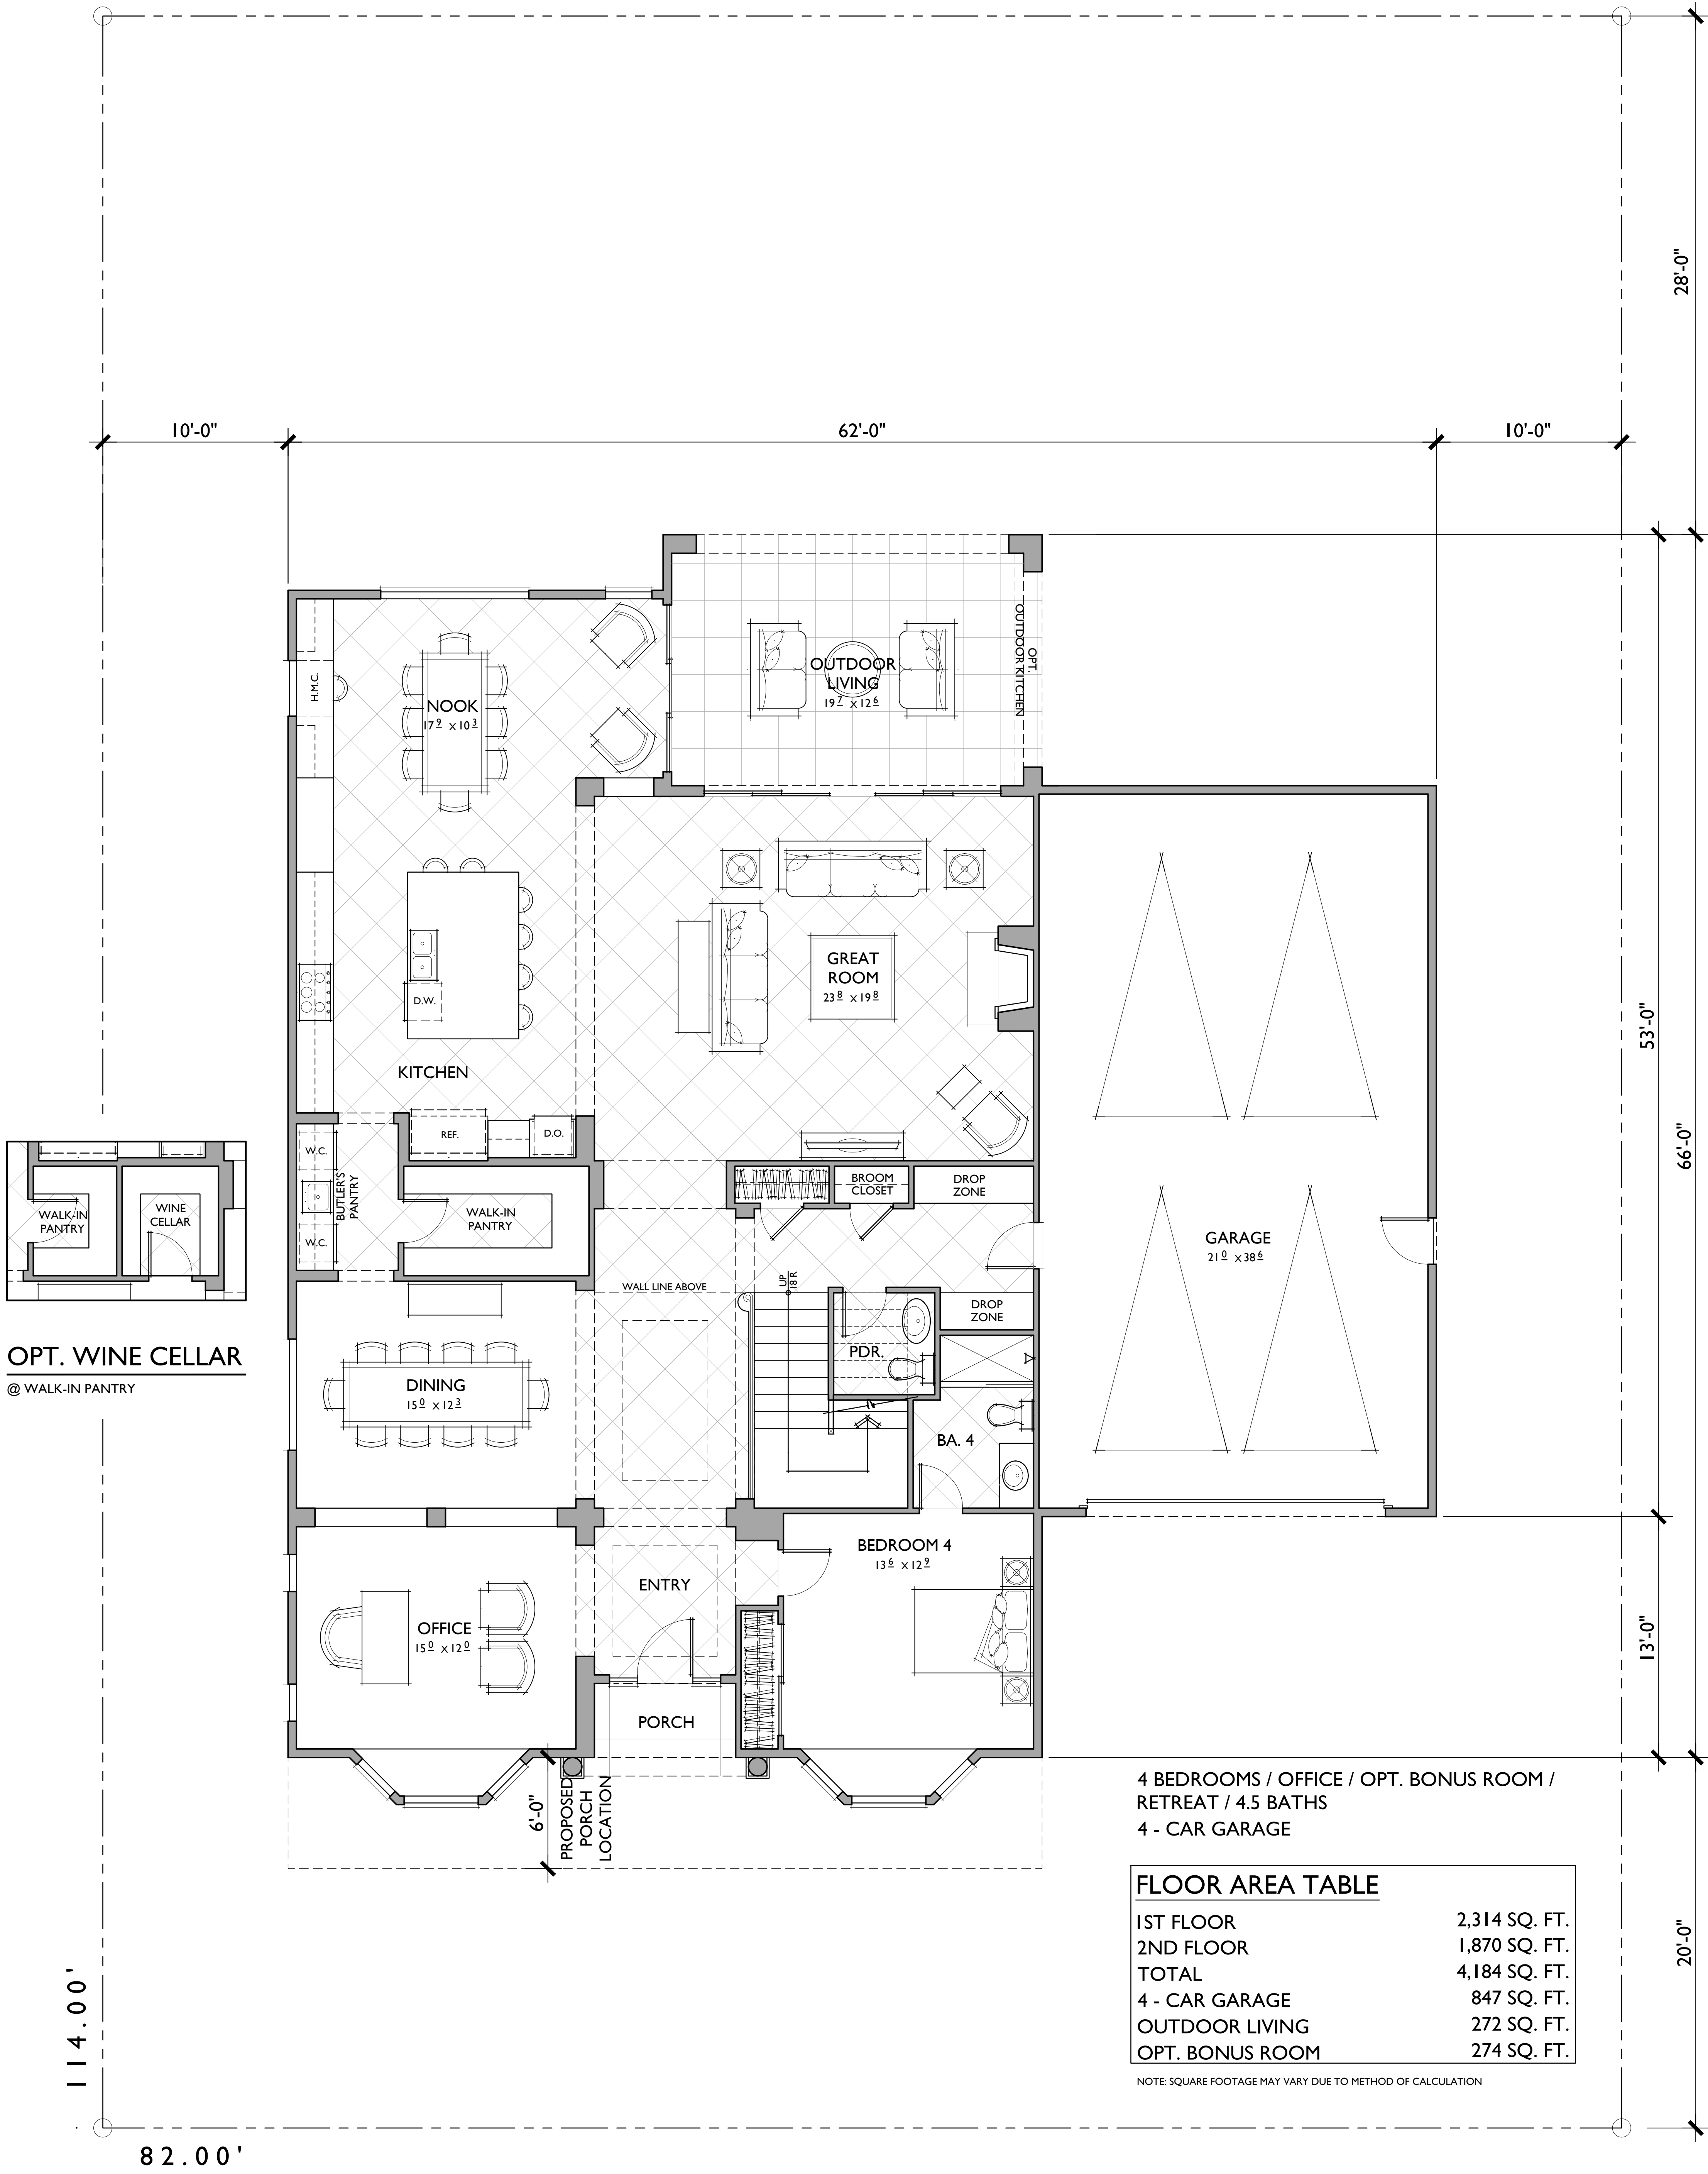 28'-0"
10'-0"
62'-0"
10'-0"
OUTDOOR
LIVING
19⁷ x 12⁶
OPT.
OUTDOOR KITCHEN
H.M.C.
NOOK
17⁹ x 10³
GREAT
ROOM
23⁸ x 19⁸
D.W.
KITCHEN
53'-0"
66'-0"
REF.
D.O.
W.C.
BUTLER'S
PANTRY
W.C.
WALK-IN
PANTRY
BROOM
CLOSET
DROP
ZONE
GARAGE
21⁰ x 38⁶
WALK-IN
PANTRY
WINE
CELLAR
OPT. WINE CELLAR
@ WALK-IN PANTRY
WALL LINE ABOVE
UP
18 R
DROP
ZONE
PDR.
DINING
15⁰ x 12³
BA. 4
BEDROOM 4
13⁶ x 12⁹
ENTRY
OFFICE
15⁰ x 12⁰
13'-0"
PORCH
6'-0"
PROPOSED
PORCH
LOCATION
4 BEDROOMS / OFFICE / OPT. BONUS ROOM /
RETREAT / 4.5 BATHS
4 - CAR GARAGE
FLOOR AREA TABLE
1ST FLOOR 2,314 SQ. FT.
2ND FLOOR 1,870 SQ. FT.
TOTAL 4,184 SQ. FT.
4 - CAR GARAGE 847 SQ. FT.
OUTDOOR LIVING 272 SQ. FT.
OPT. BONUS ROOM 274 SQ. FT.
NOTE: SQUARE FOOTAGE MAY VARY DUE TO METHOD OF CALCULATION
20'-0"
114.00'
82.00'